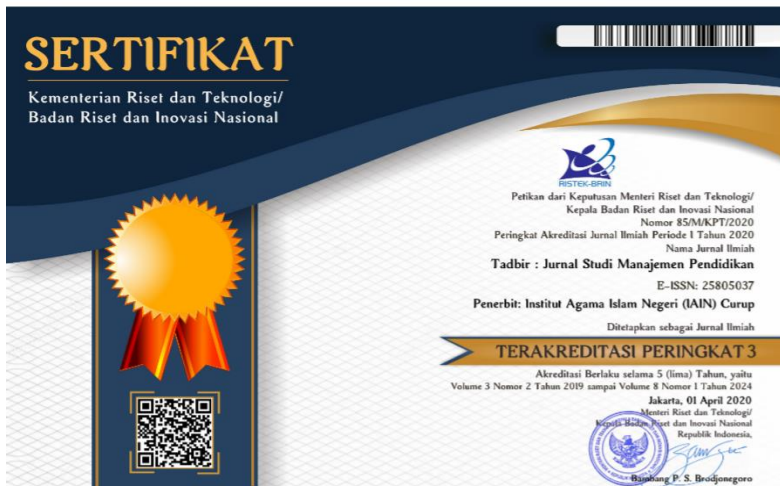 SERTIFIKAT
Kementerian Riset dan Teknologi/
Badan Riset dan Inovasi Nasional
RISTEK-BRIN
Petikan dari Keputusan Menteri Riset dan Teknologi/
Kepala Badan Riset dan Inovasi Nasional
Nomor 85/M/KPT/2020
Peringkat Akreditasi Jurnal Ilmiah Periode I Tahun 2020
Nama Jurnal Ilmiah
Tadbir : Jurnal Studi Manajemen Pendidikan
E-ISSN: 25805037
Penerbit: Institut Agama Islam Negeri (IAIN) Curup
Ditetapkan sebagai Jurnal Ilmiah
TERAKREDITASI PERINGKAT 3
Akreditasi Berlaku selama 5 (lima) Tahun, yaitu
Volume 3 Nomor 2 Tahun 2019 sampai Volume 8 Nomor 1 Tahun 2024
Jakarta, 01 April 2020
Menteri Riset dan Teknologi/
Kepala Badan Riset dan Inovasi Nasional
Republik Indonesia,
Bambang P. S. Brodjonegoro